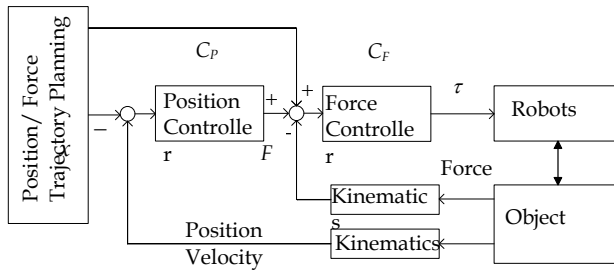 Position/ Force
Trajectory Planning
C_P
C_F
+
+
Position
Controlle
r
Force
Controlle
r
τ
Robots
−
-
F
Force
Kinematic
s
Object
Position
Velocity
Kinematics